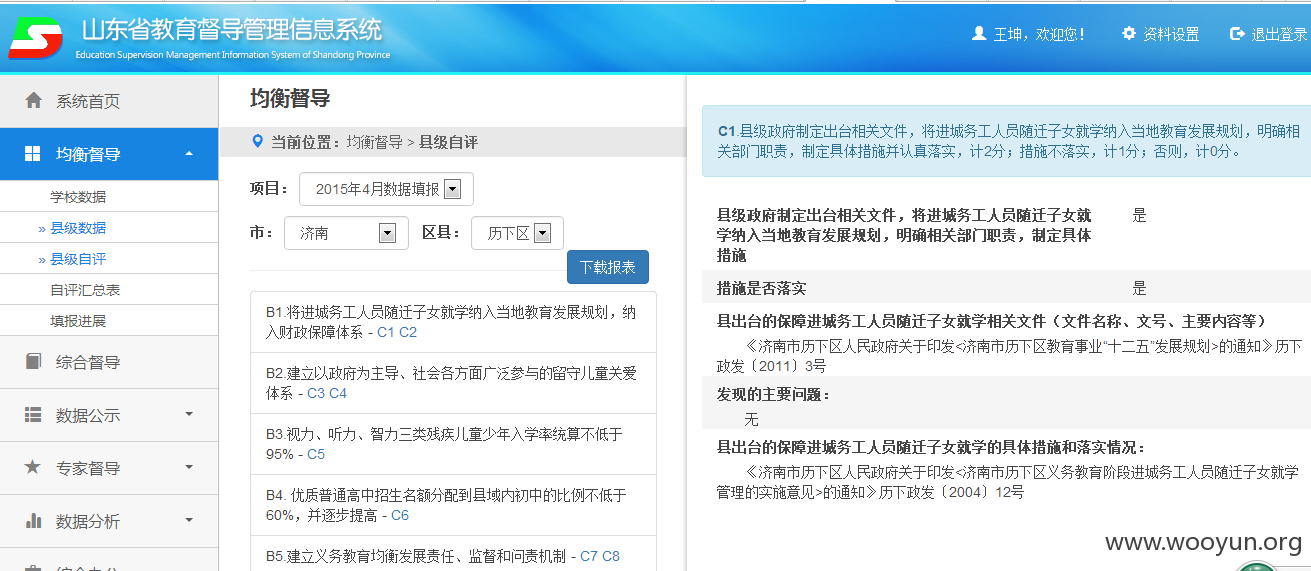 山东省教育督导管理信息系统
Education Supervision Management Information System of Shandong Province
王坤，欢迎您！
资料设置
退出登录
系统首页
均衡督导
学校数据
» 县级数据
» 县级自评
自评汇总表
填报进展
综合督导
数据公示
专家督导
数据分析
均衡督导
当前位置：均衡督导 > 县级自评
项目：
2015年4月数据填报
市：
济南
区县：
历下区
下载报表
B1.将进城务工人员随迁子女就学纳入当地教育发展规划，纳
入财政保障体系 - C1 C2
B2.建立以政府为主导、社会各方面广泛参与的留守儿童关爱
体系 - C3 C4
B3.视力、听力、智力三类残疾儿童少年入学率统算不低于
95% - C5
B4. 优质普通高中招生名额分配到县域内初中的比例不低于
60%，并逐步提高 - C6
B5.建立义务教育均衡发展责任、监督和问责机制 - C7 C8
C1.县级政府制定出台相关文件，将进城务工人员随迁子女就学纳入当地教育发展规划，明确相
关部门职责，制定具体措施并认真落实，计2分；措施不落实，计1分；否则，计0分。
县级政府制定出台相关文件，将进城务工人员随迁子女就
学纳入当地教育发展规划，明确相关部门职责，制定具体
措施
是
措施是否落实
是
县出台的保障进城务工人员随迁子女就学相关文件（文件名称、文号、主要内容等）
《济南市历下区人民政府关于印发<济南市历下区教育事业“十二五”发展规划>的通知》历下
政发〔2011〕3号
发现的主要问题：
无
县出台的保障进城务工人员随迁子女就学的具体措施和落实情况：
《济南市历下区人民政府关于印发<济南市历下区义务教育阶段进城务工人员随迁子女就学
管理的实施意见>的通知》历下政发〔2004〕12号
www.wooyun.org